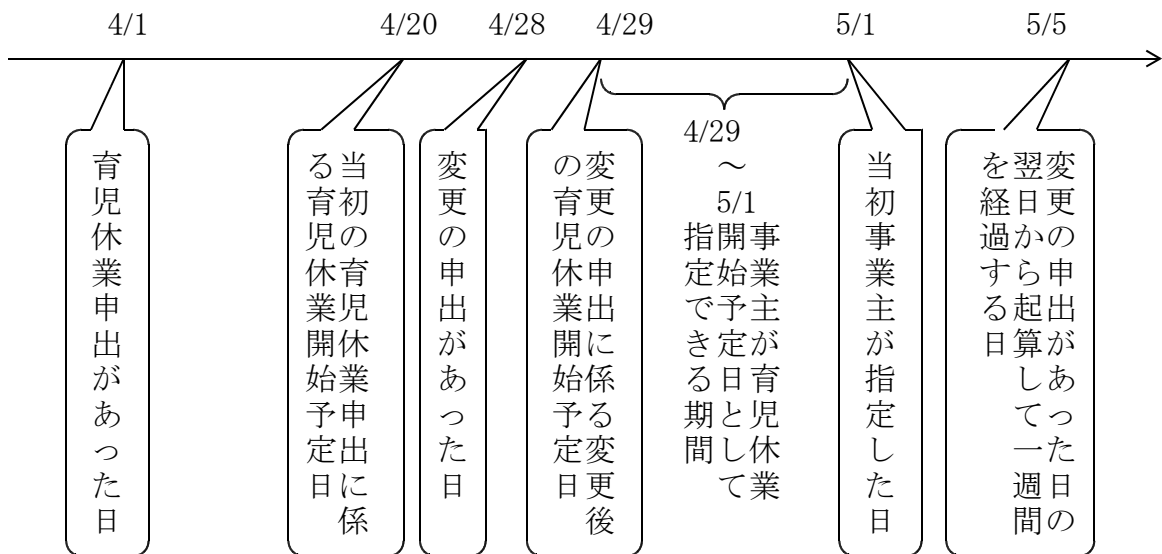 4/1
4/20
4/28
4/29
5/1
5/5
育児休業申出があった日
当初の育児休業申出に係
る育児休業開始予定日
変更の申出があった日
変更の申出に係る変更後
の育児休業開始予定日
4/29
～
5/1
事業主が育児休業
開始予定日として
指定できる期間
当初事業主が指定した日
変更の申出があった日の
翌日から起算して一週間
を経過する日